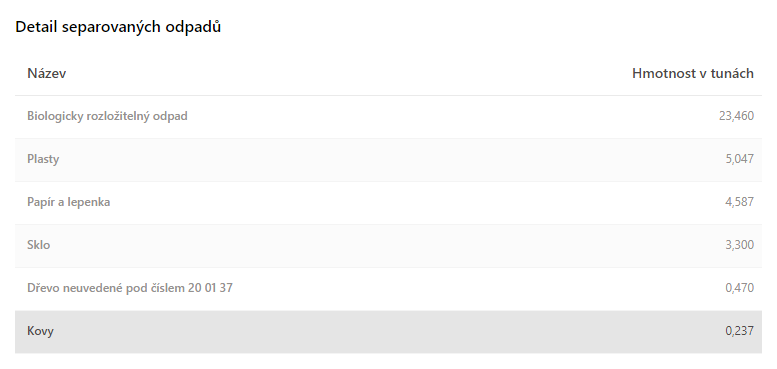 Detail separovaných odpadů
Název Hmotnost v tunách
Biologicky rozložitelný odpad 23,460
Plasty 5,047
Papír a lepenka 4,587
Sklo 3,300
Dřevo neuvedené pod číslem 20 01 37 0,470
Kovy 0,237